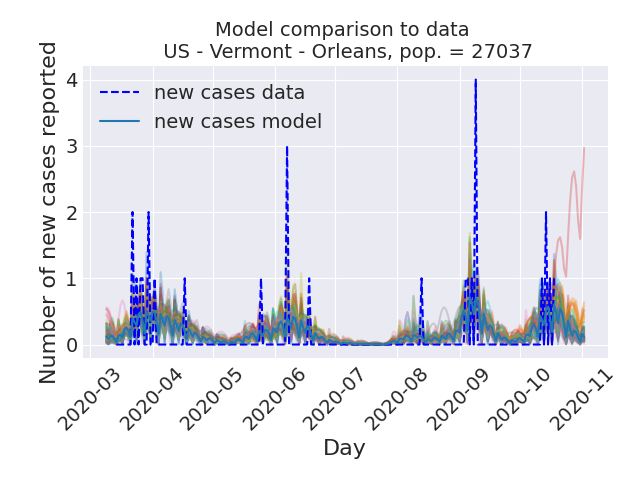 Model comparison to data
US - Vermont - Orleans, pop. = 27037
Number of new cases reported
4
3
2
1
0
new cases data
new cases model
2020-03
2020-04
2020-05
2020-06
2020-07
2020-08
2020-09
2020-10
2020-11
Day